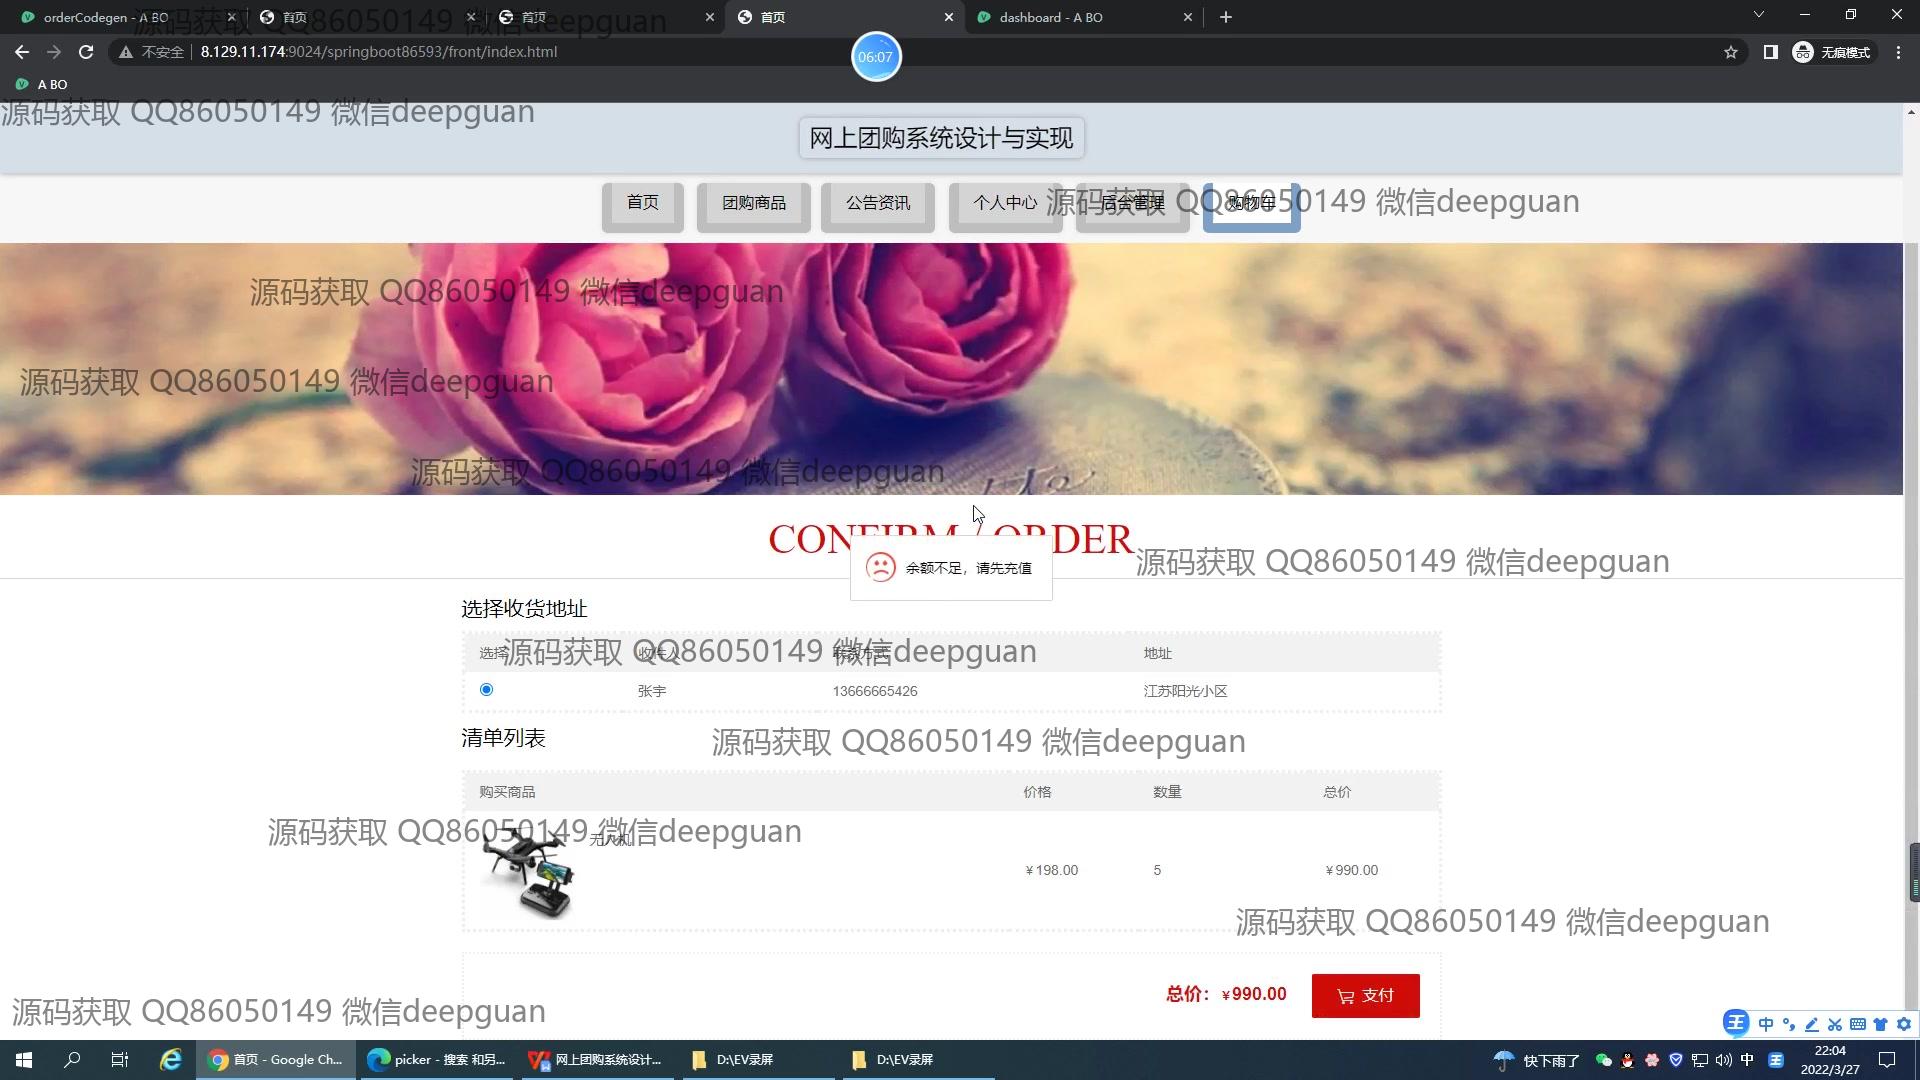 orderCodegen - A BO
首页
首页
首页
dashboard - A BO
源码获取 QQ86050149 微信deepguan
不安全
8.129.11.174:9024/springboot86593/front/index.html
06:07
无痕模式
A BO
源码获取 QQ86050149 微信deepguan
网上团购系统设计与实现
首页
团购商品
公告资讯
个人中心
后台管理
购物车
源码获取 QQ86050149 微信deepguan
源码获取 QQ86050149 微信deepguan
源码获取 QQ86050149 微信deepguan
源码获取 QQ86050149 微信deepguan
CONFIRM / ORDER
余额不足，请先充值
源码获取 QQ86050149 微信deepguan
选择收货地址
选择
收件人
联系方式
地址
源码获取 QQ86050149 微信deepguan
张宇
13666665426
江苏阳光小区
清单列表
源码获取 QQ86050149 微信deepguan
购买商品
价格
数量
总价
源码获取 QQ86050149 微信deepguan
无人机
￥198.00
5
￥990.00
源码获取 QQ86050149 微信deepguan
总价：￥990.00
支付
源码获取 QQ86050149 微信deepguan
王 中
首页 - Google Ch...
picker - 搜索 和另...
网上团购系统设计...
D:\EV录屏
D:\EV录屏
快下雨了
中
王
22:04
2022/3/27